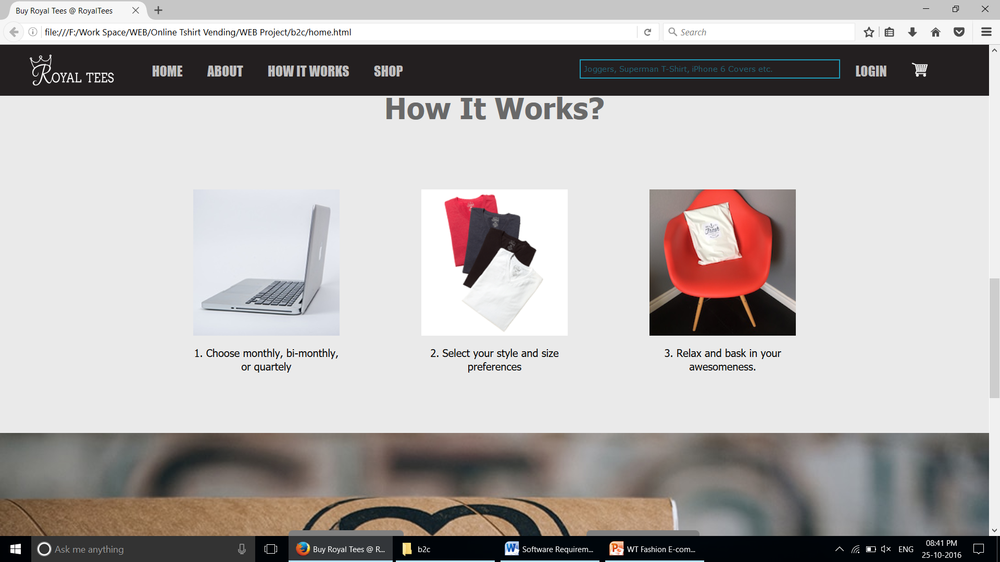 Buy Royal Tees @ RoyalTees
file:///F:/Work Space/WEB/Online Tshirt Vending/WEB Project/b2c/home.html
Search
ROYAL TEES
HOME ABOUT HOW IT WORKS SHOP
Joggers, Superman T-Shirt, iPhone 6 Covers etc.
LOGIN
How It Works?
Fresh
1. Choose monthly, bi-monthly,
or quartely
2. Select your style and size
preferences
3. Relax and bask in your
awesomeness.
Ask me anything
Buy Royal Tees @ R...
b2c
Software Requirem...
WT Fashion E-com...
ENG
08:41 PM
25-10-2016